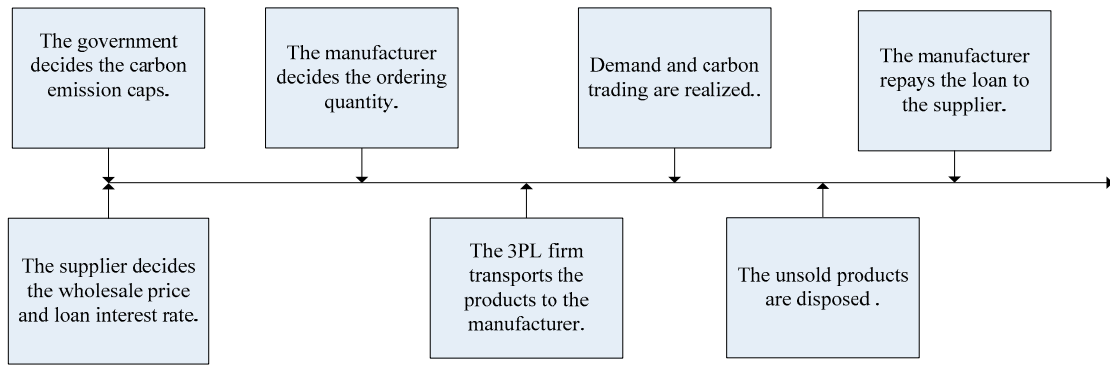 The government
decides the carbon
emission caps.
The manufacturer
decides the ordering
quantity.
Demand and carbon
trading are realized..
The manufacturer
repays the loan to
the supplier.
The supplier decides
the wholesale price
and loan interest rate.
The 3PL firm
transports the
products to the
manufacturer.
The unsold products
are disposed .